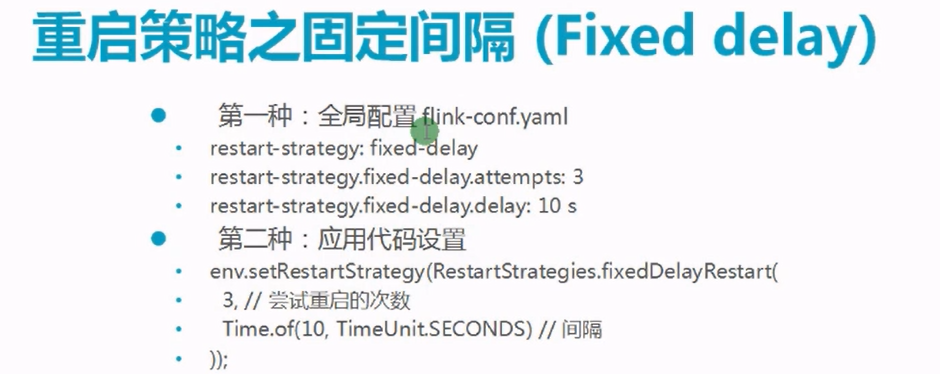 重启策略之固定间隔 (Fixed delay)
第一种：全局配置 flink-conf.yaml
restart-strategy: fixed-delay
restart-strategy.fixed-delay.attempts: 3
restart-strategy.fixed-delay.delay: 10 s
第二种：应用代码设置
env.setRestartStrategy(RestartStrategies.fixedDelayRestart(
3, // 尝试重启的次数
Time.of(10, TimeUnit.SECONDS) // 间隔
));